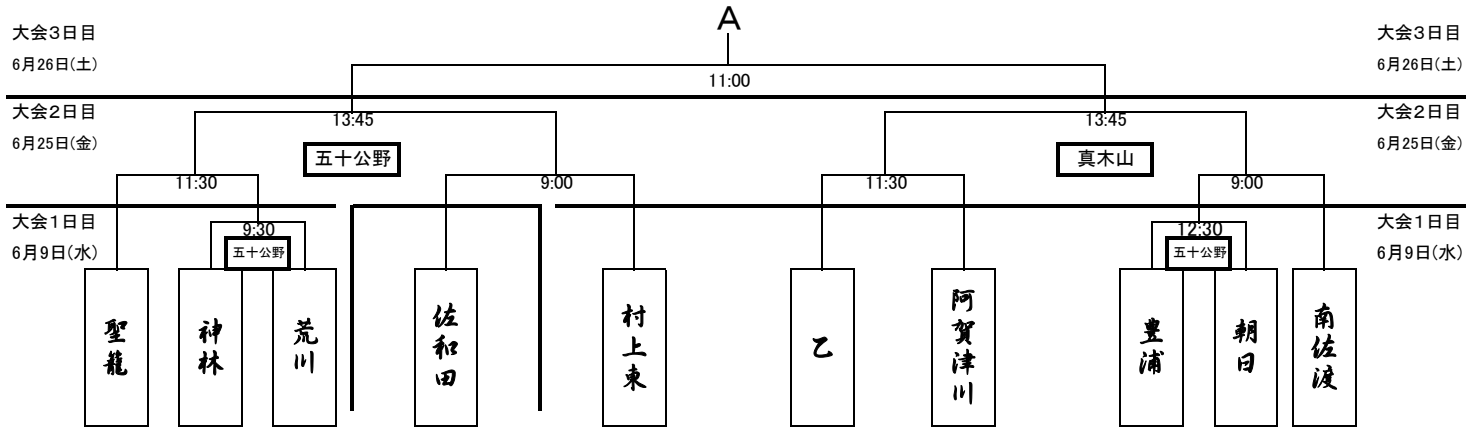 A
大会3日目
大会3日目
6月26日(土)
6月26日(土)
11:00
大会2日目
大会2日目
13:45
13:45
6月25日(金)
6月25日(金)
五十公野
真木山
11:30
9:00
11:30
9:00
大会1日目
大会1日目
9:30
12:30
6月9日(水)
6月9日(水)
五十公野
五十公野
聖籠
神林
荒川
佐和田
村上東
乙
阿賀津川
豊浦
朝日
南佐渡